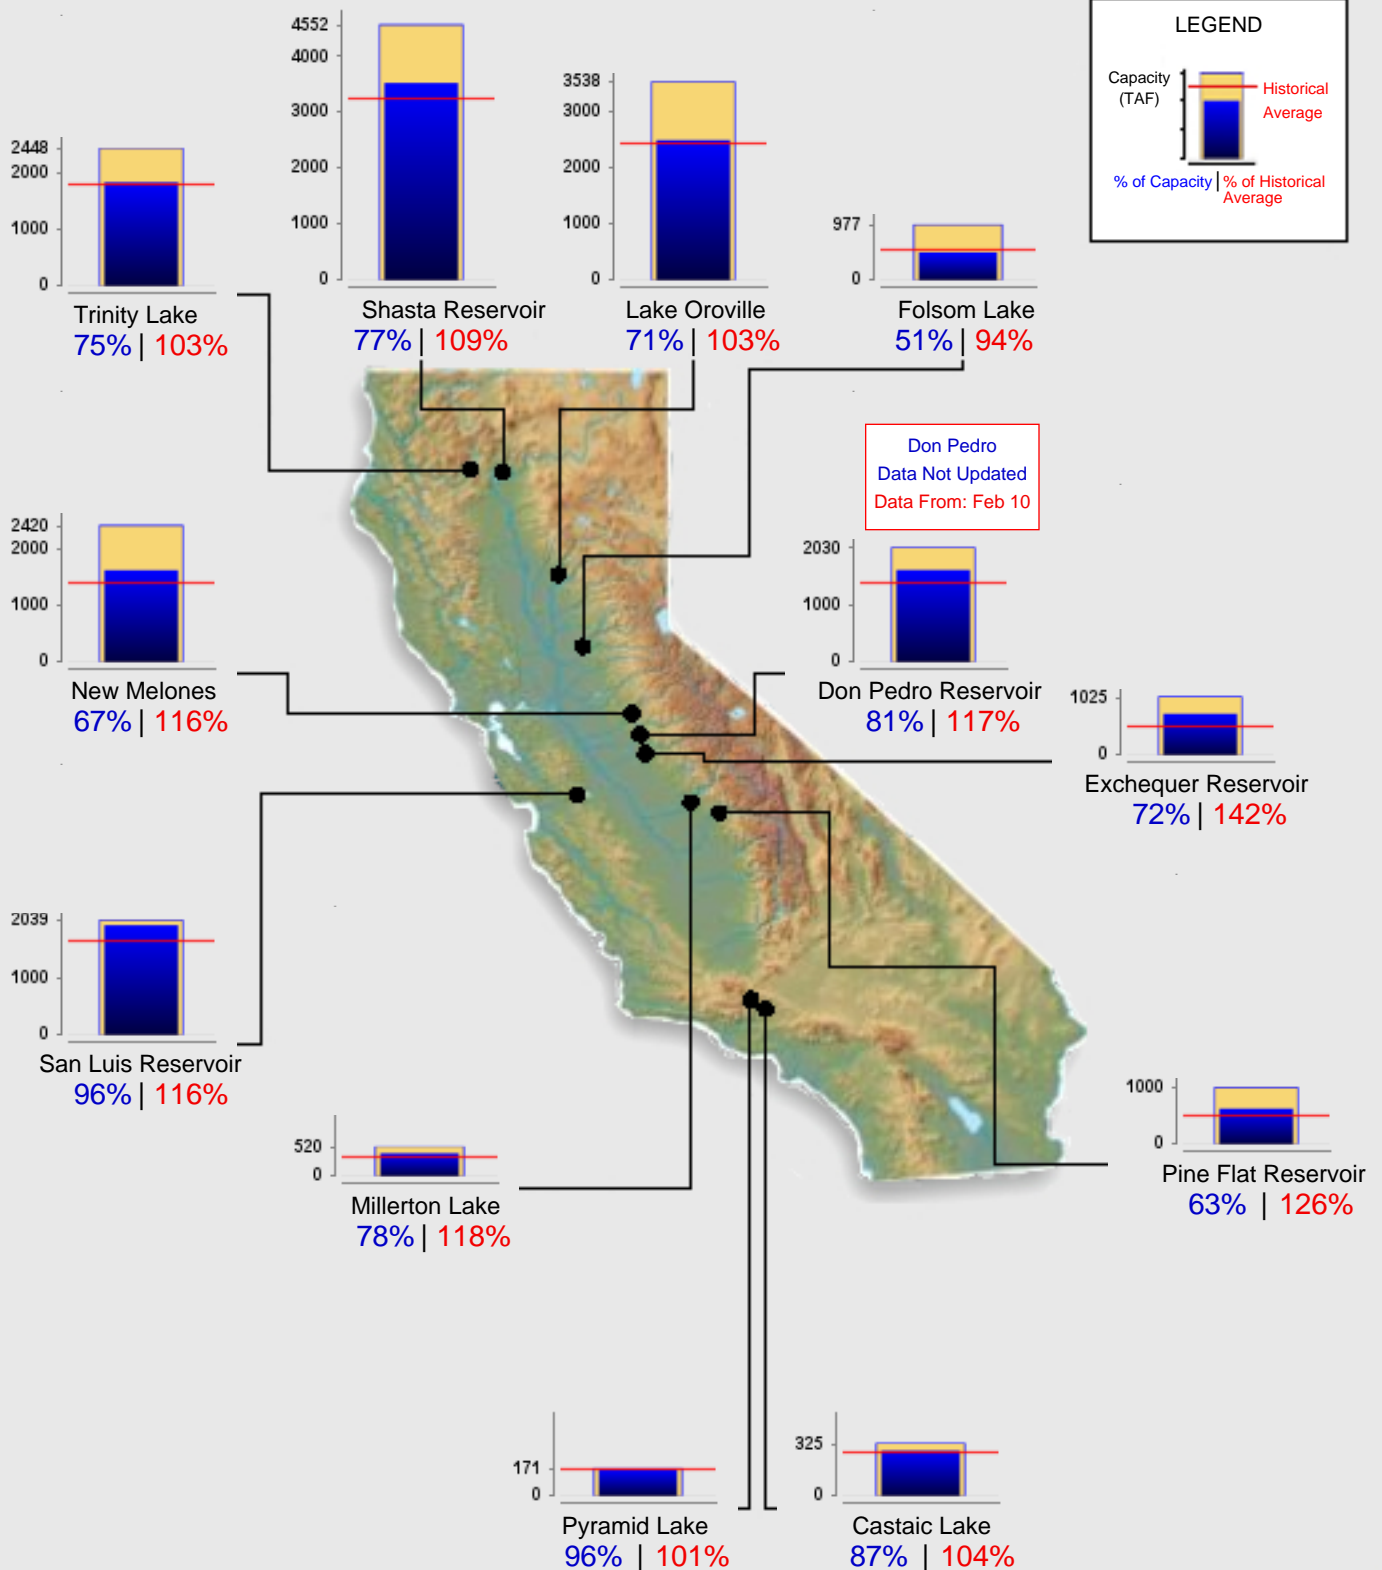 LEGEND
Capacity
(TAF)
Historical
Average
% of Capacity | % of Historical
Average
4552
4000
3000
2000
1000
0
Shasta Reservoir
77% | 109%
3538
3000
2000
1000
0
Lake Oroville
71% | 103%
2448
2000
1000
0
Trinity Lake
75% | 103%
977
0
Folsom Lake
51% | 94%
Don Pedro
Data Not Updated
Data From: Feb 10
2420
2000
1000
0
New Melones
67% | 116%
2030
1000
0
Don Pedro Reservoir
81% | 117%
1025
0
Exchequer Reservoir
72% | 142%
2039
1000
0
San Luis Reservoir
96% | 116%
520
0
Millerton Lake
78% | 118%
1000
0
Pine Flat Reservoir
63% | 126%
171
0
Pyramid Lake
96% | 101%
325
0
Castaic Lake
87% | 104%